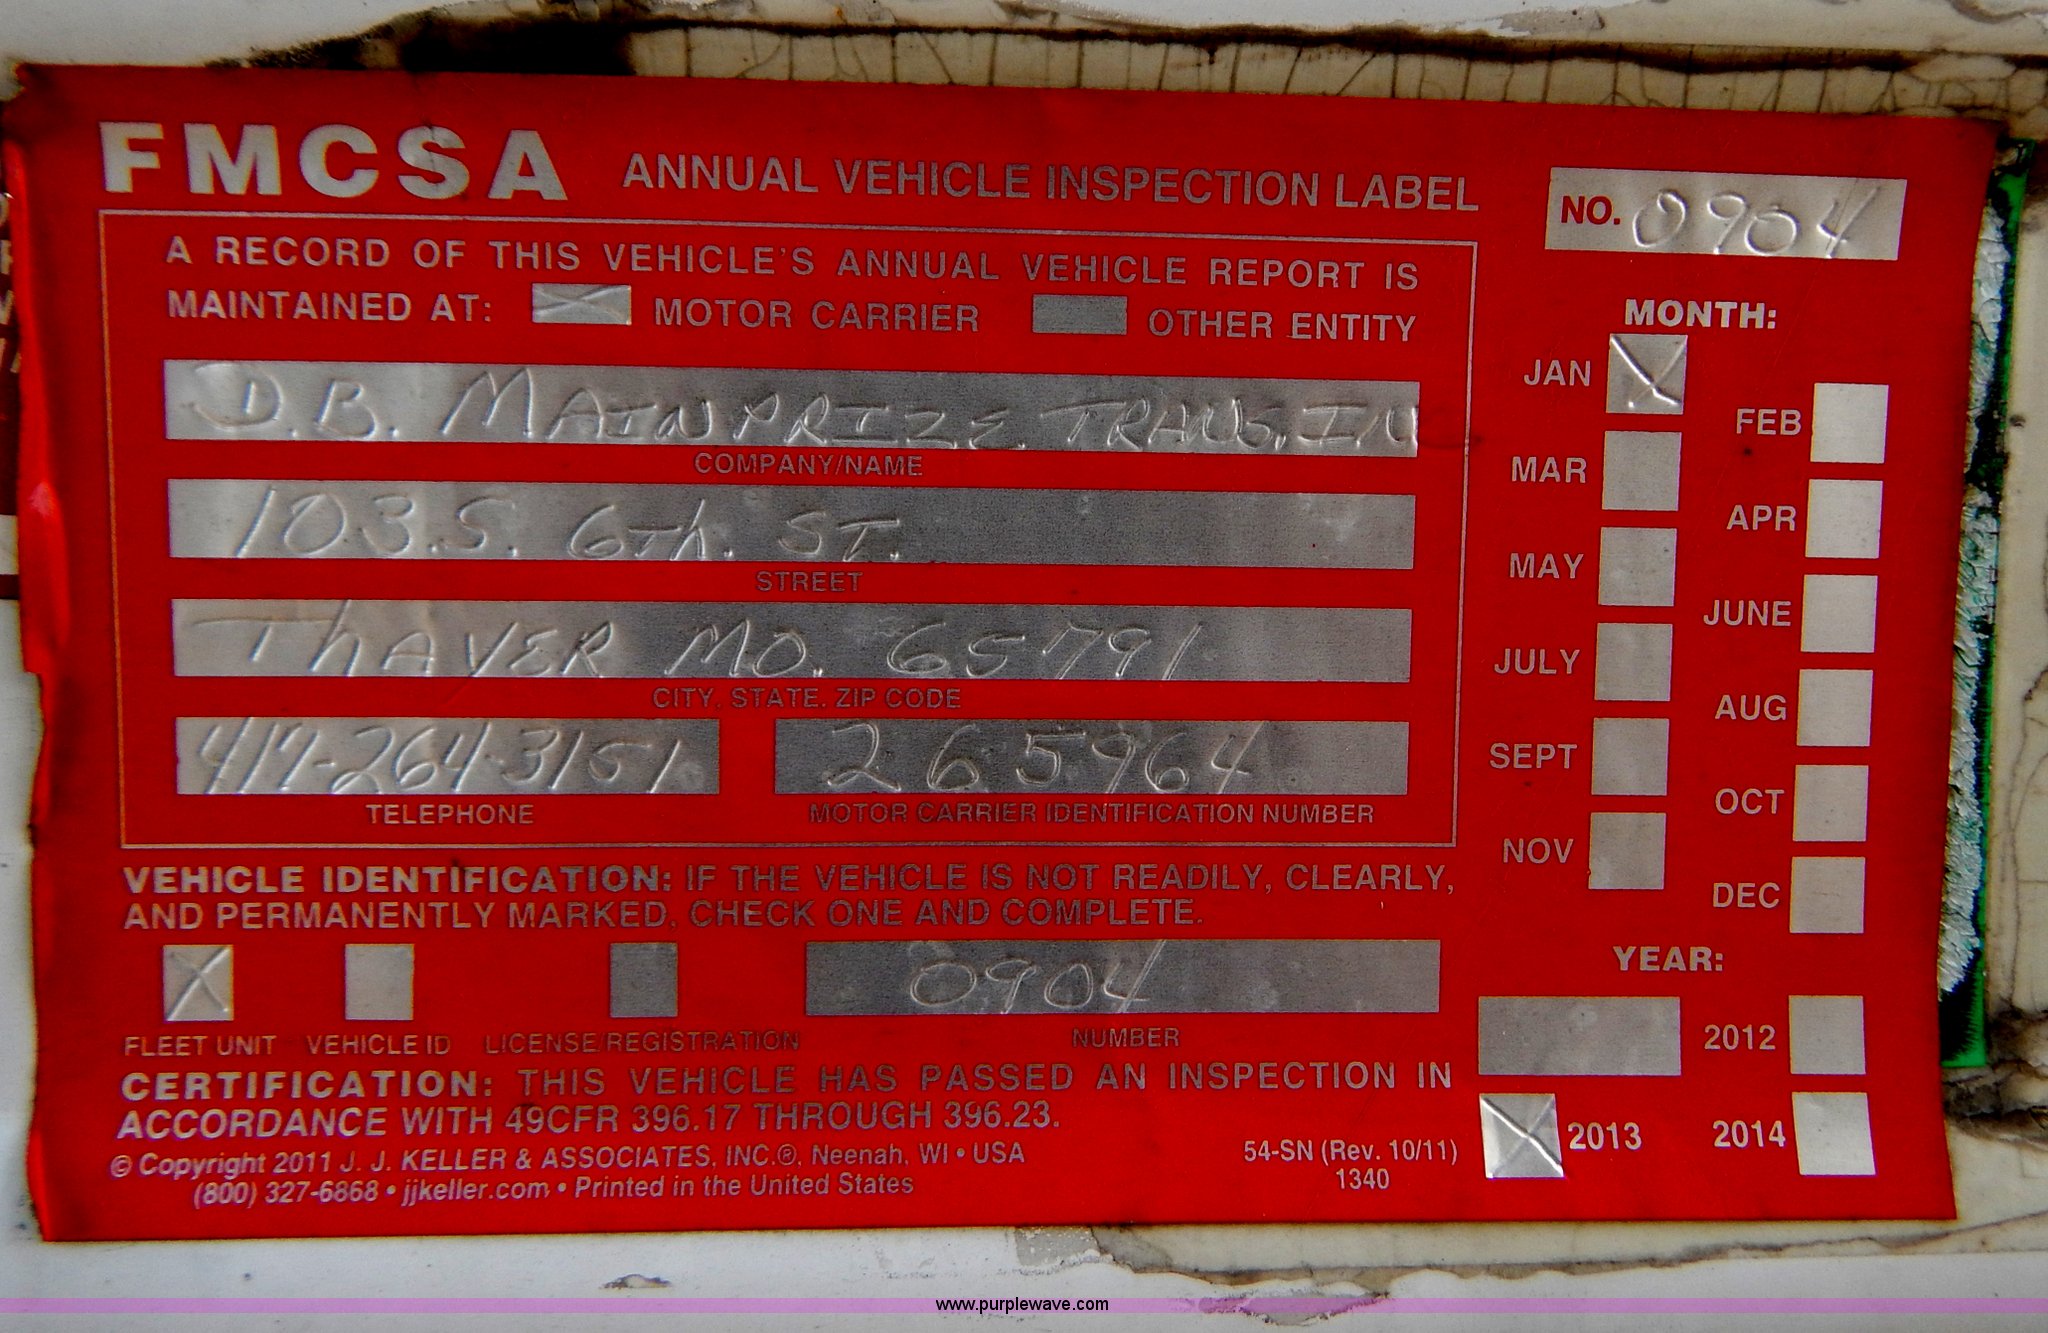 FMCSA ANNUAL VEHICLE INSPECTION LABEL
NO. 0904
A RECORD OF THIS VEHICLE'S ANNUAL VEHICLE REPORT IS
MAINTAINED AT: MOTOR CARRIER OTHER ENTITY
D.B. MAINPRIZE TRANS. IN
COMPANY/NAME
103 S. 6Th. ST.
STREET
ThAYER MO. 65791
CITY, STATE, ZIP CODE
417-264-3151 265964
TELEPHONE MOTOR CARRIER IDENTIFICATION NUMBER
VEHICLE IDENTIFICATION: IF THE VEHICLE IS NOT READILY, CLEARLY,
AND PERMANENTLY MARKED, CHECK ONE AND COMPLETE.
0904
FLEET UNIT VEHICLE ID LICENSE/REGISTRATION NUMBER
CERTIFICATION: THIS VEHICLE HAS PASSED AN INSPECTION IN
ACCORDANCE WITH 49CFR 396.17 THROUGH 396.23.
© Copyright 2011 J. J. KELLER & ASSOCIATES, INC.®, Neenah, WI • USA
(800) 327-6868 • jjkeller.com • Printed in the United States
54-SN (Rev. 10/11)
1340
MONTH:
JAN X
FEB
MAR
APR
MAY
JUNE
JULY
AUG
SEPT
OCT
NOV
DEC
YEAR:
2012
2013
2014
www.purplewave.com